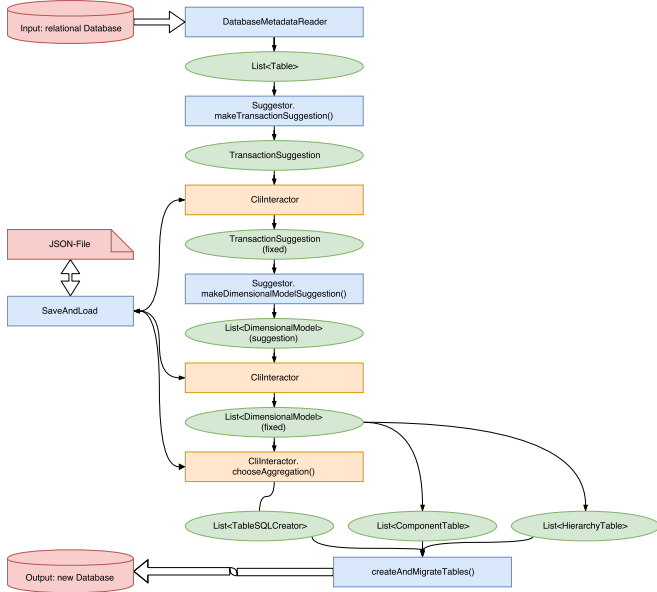 Input: relational Database
DatabaseMetadataReader
List<Table>
Suggestor.
makeTransactionSuggestion()
TransactionSuggestion
CliInteractor
TransactionSuggestion
(fixed)
JSON-File
Suggestor.
makeDimensionalModelSuggestion()
SaveAndLoad
List<DimensionalModel>
(suggestion)
CliInteractor
List<DimensionalModel>
(fixed)
CliInteractor.
chooseAggregation()
List<TableSQLCreator>
List<ComponentTable>
List<HierarchyTable>
Output: new Database
createAndMigrateTables()